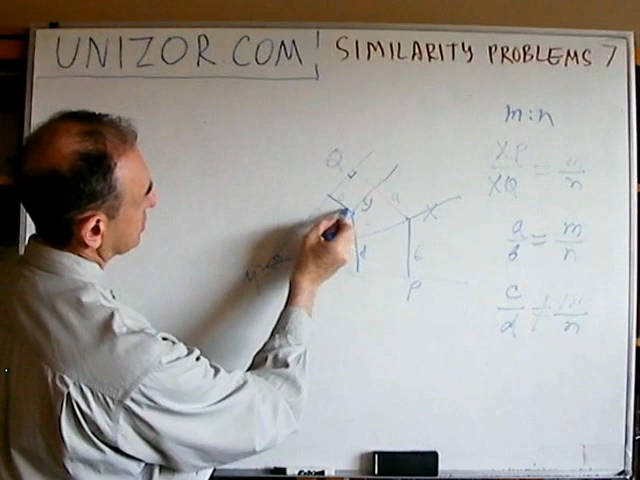 UNIZOR.COM
SIMILARITY PROBLEMS 7
m:n
XP/XQ = m/n
a/b = m/n
c/d ≠ m/n
Q
y
a
X
d
b
P